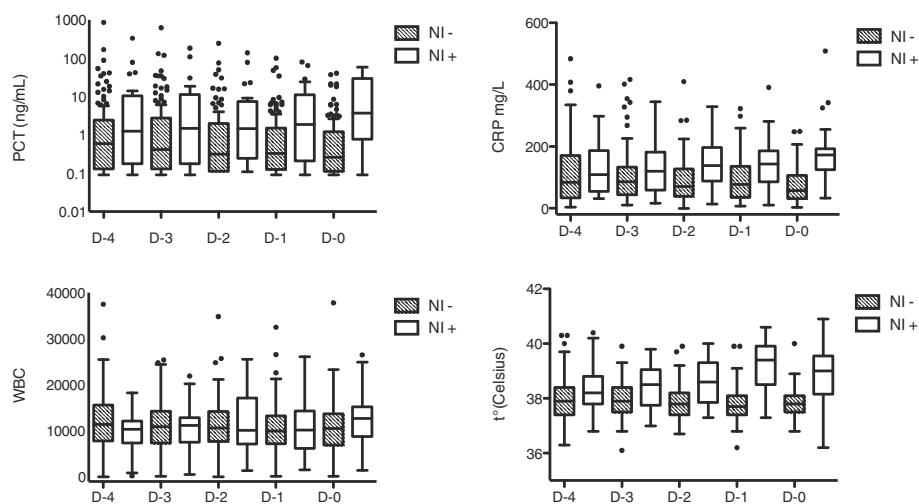 1000
100
10
1
0.1
0.01
PCT (ng/mL)
D-4 D-3 D-2 D-1 D-0
NI -
NI +
600
400
200
0
CRP mg/L
D-4 D-3 D-2 D-1 D-0
NI -
NI +
40000
30000
20000
10000
0
WBC
D-4 D-3 D-2 D-1 D-0
NI -
NI +
42
40
38
36
t° (Celsius)
D-4 D-3 D-2 D-1 D-0
NI -
NI +